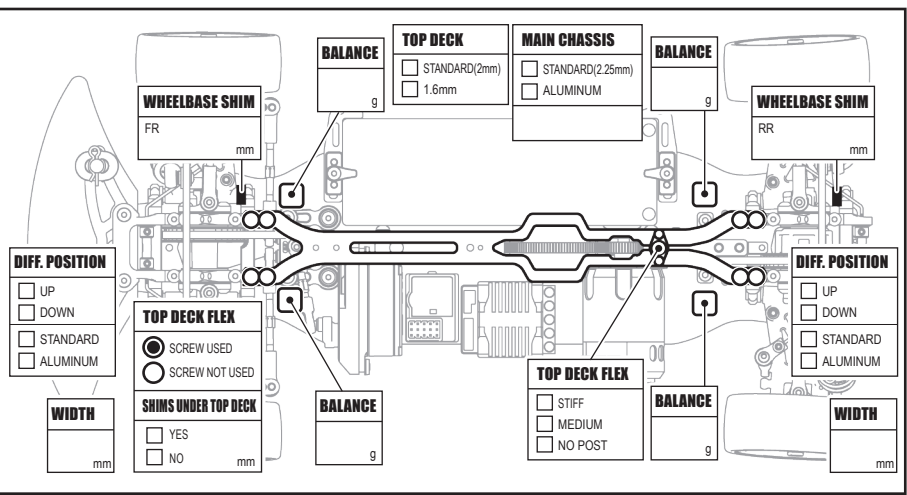 BALANCE
g
TOP DECK
STANDARD(2mm)
1.6mm
MAIN CHASSIS
STANDARD(2.25mm)
ALUMINUM
BALANCE
g
WHEELBASE SHIM
FR
mm
WHEELBASE SHIM
RR
mm
DIFF. POSITION
UP
DOWN
STANDARD
ALUMINUM
TOP DECK FLEX
SCREW USED
SCREW NOT USED
SHIMS UNDER TOP DECK
YES
NO mm
DIFF. POSITION
UP
DOWN
STANDARD
ALUMINUM
TOP DECK FLEX
STIFF
MEDIUM
NO POST
WIDTH
mm
BALANCE
g
BALANCE
g
WIDTH
mm